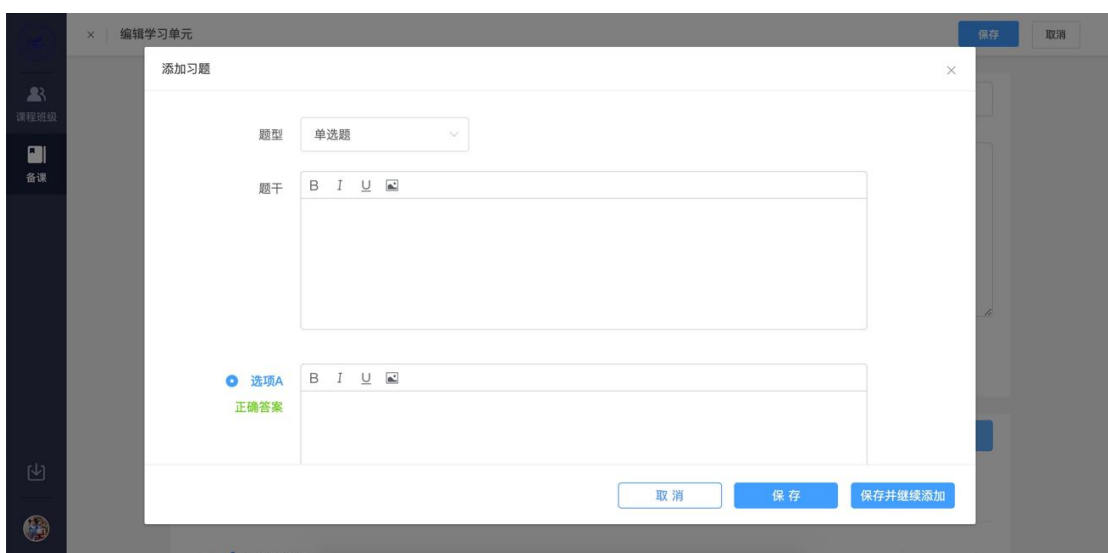 × 编辑学习单元 保存 取消
课程班级
备课
添加习题 ×
题型 单选题
题干 B I U
选项A B I U
正确答案
取消 保存 保存并继续添加